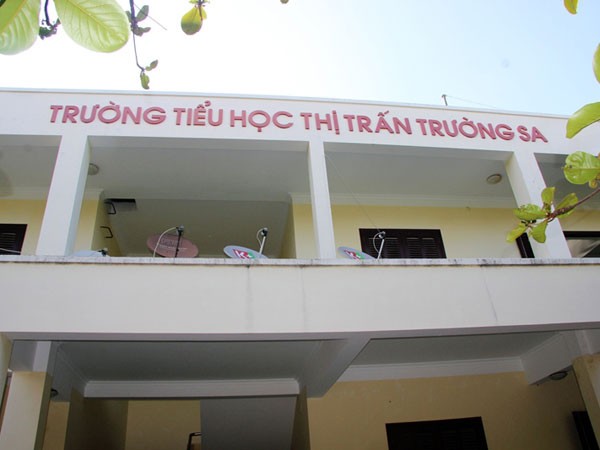 TRƯỜNG TIỂU HỌC THỊ TRẤN TRƯỜNG SA